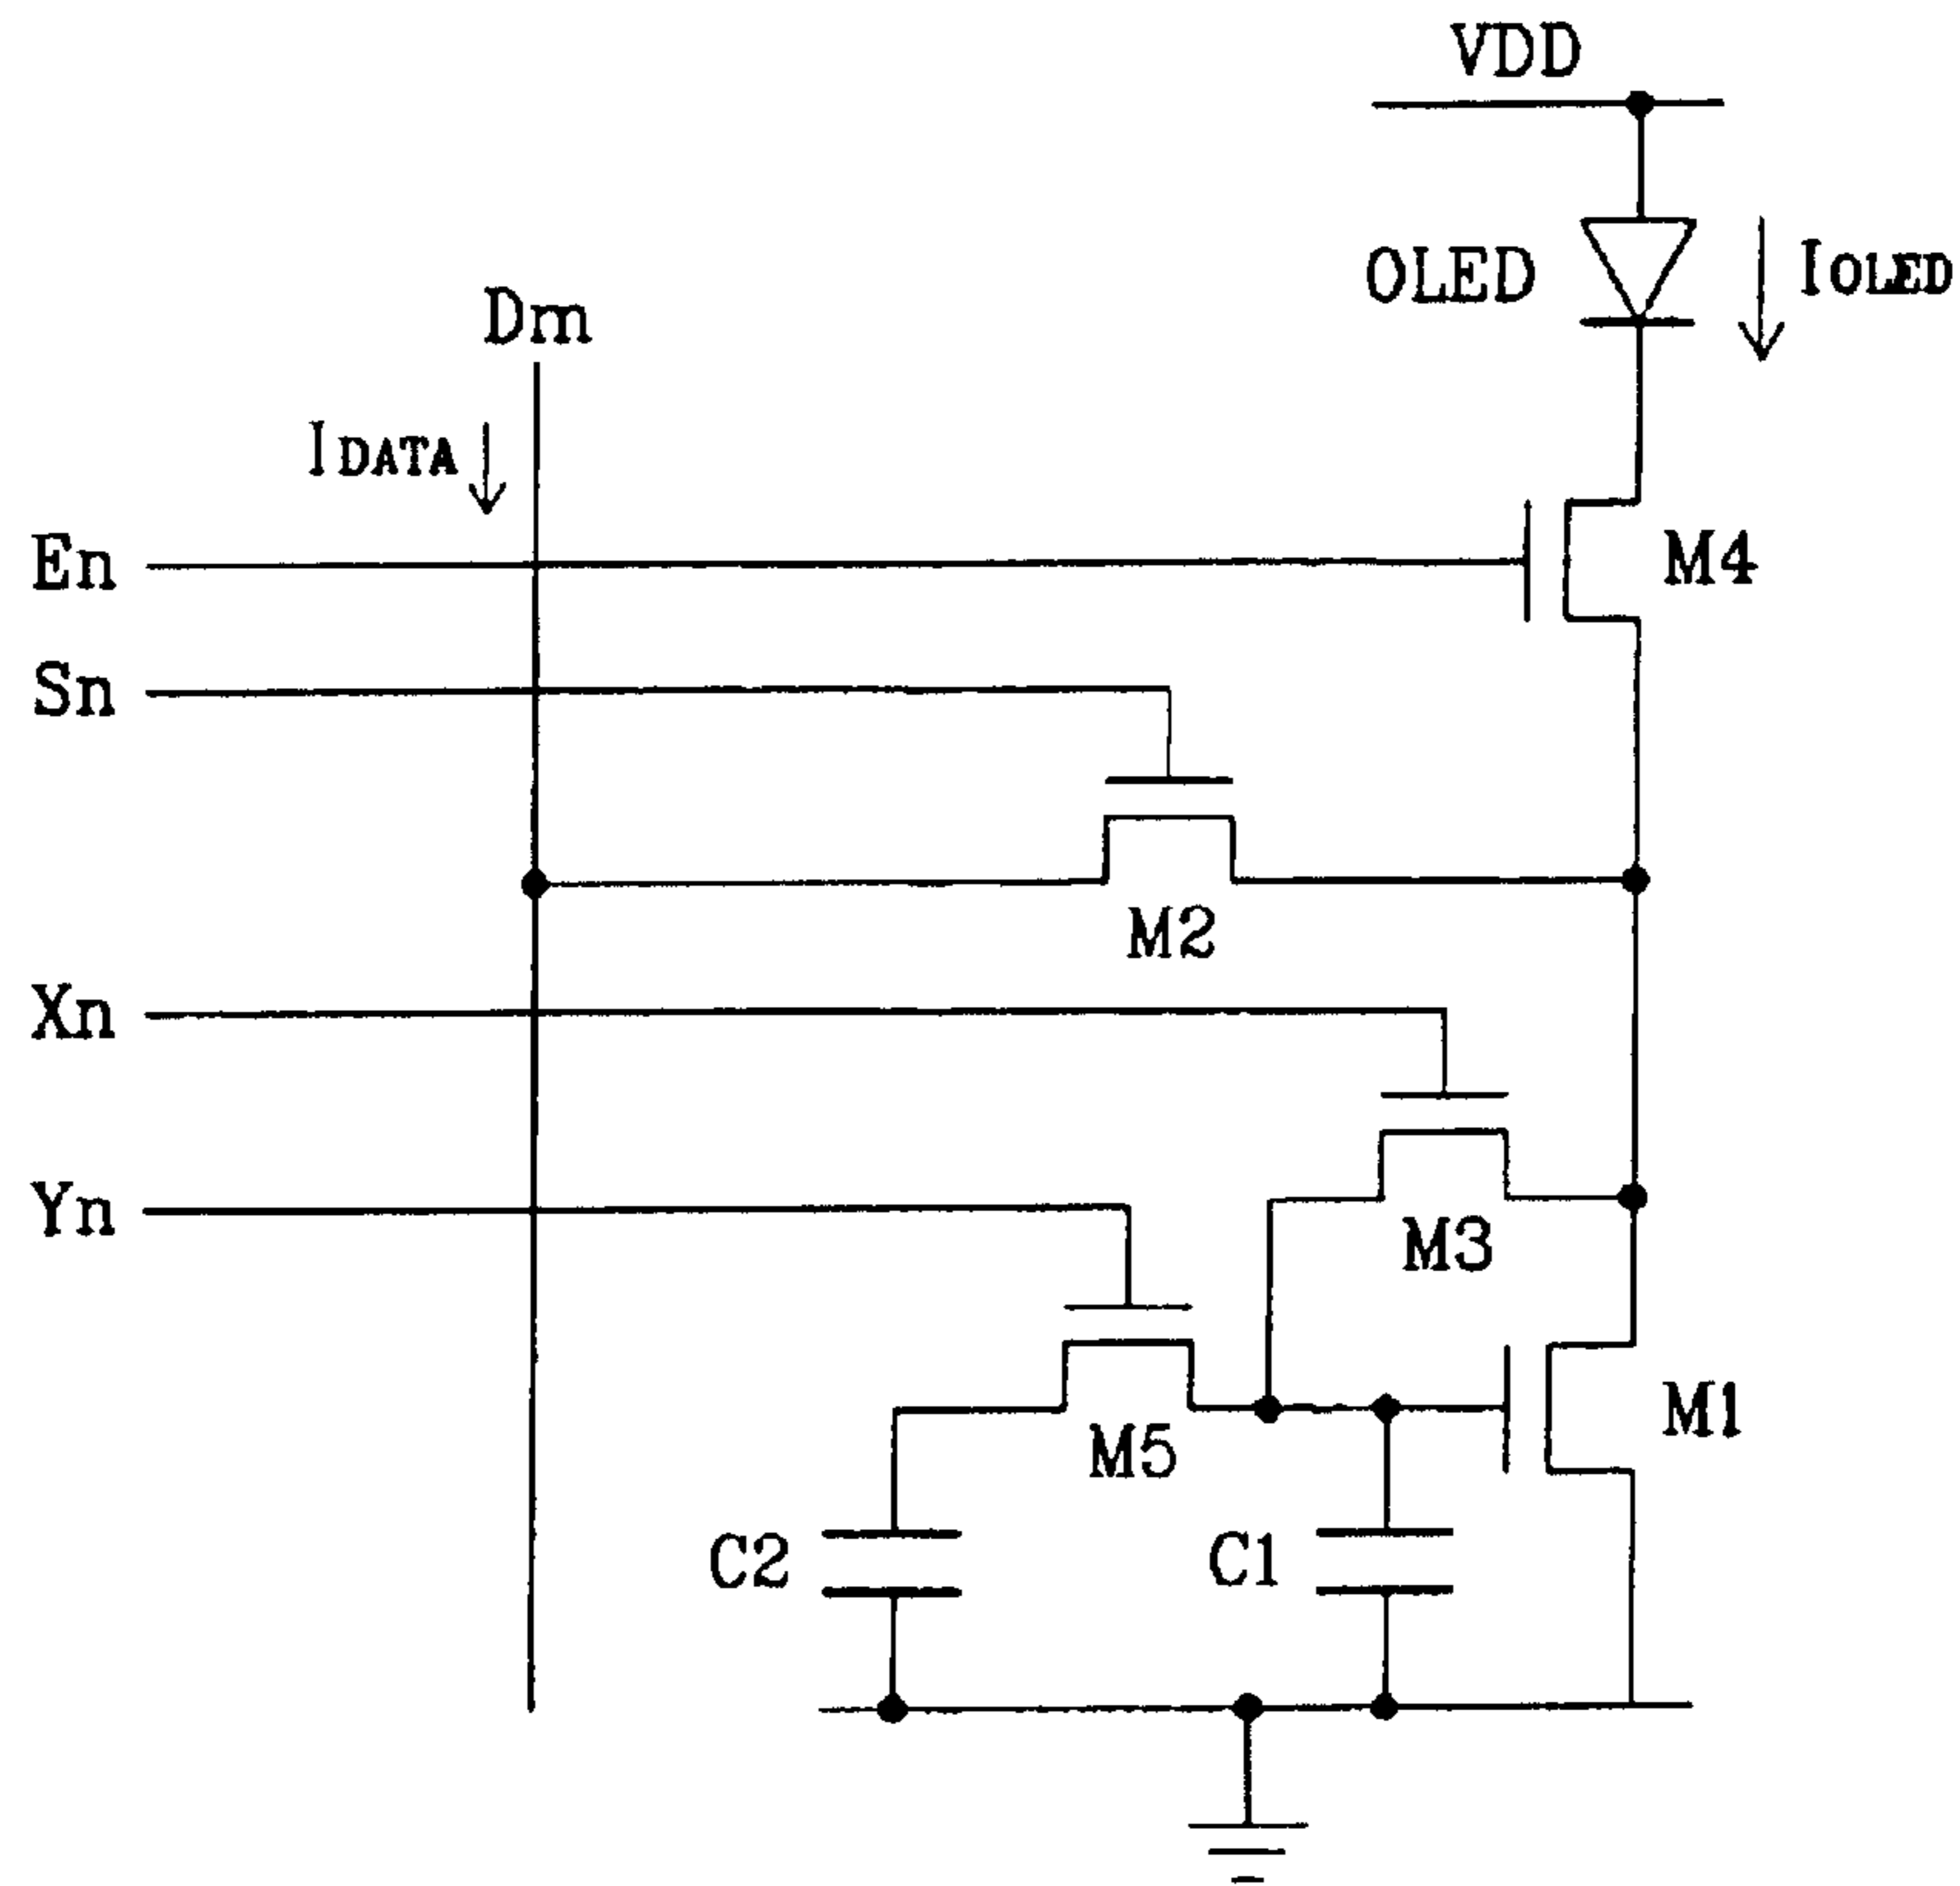 VDD
OLED
IOLED
Dm
IDATA
En
M4
Sn
M2
Xn
Yn
M3
M1
M5
C2
C1